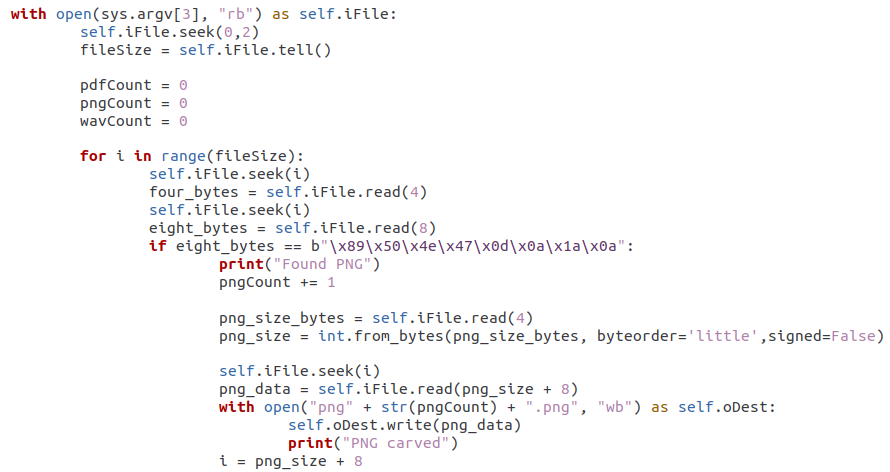 with open(sys.argv[3], "rb") as self.iFile:
self.iFile.seek(0,2)
fileSize = self.iFile.tell()
pdfCount = 0
pngCount = 0
wavCount = 0
for i in range(fileSize):
self.iFile.seek(i)
four_bytes = self.iFile.read(4)
self.iFile.seek(i)
eight_bytes = self.iFile.read(8)
if eight_bytes == b"\x89\x50\x4e\x47\x0d\x0a\x1a\x0a":
print("Found PNG")
pngCount += 1
png_size_bytes = self.iFile.read(4)
png_size = int.from_bytes(png_size_bytes, byteorder='little',signed=False)
self.iFile.seek(i)
png_data = self.iFile.read(png_size + 8)
with open("png" + str(pngCount) + ".png", "wb") as self.oDest:
self.oDest.write(png_data)
print("PNG carved")
i = png_size + 8